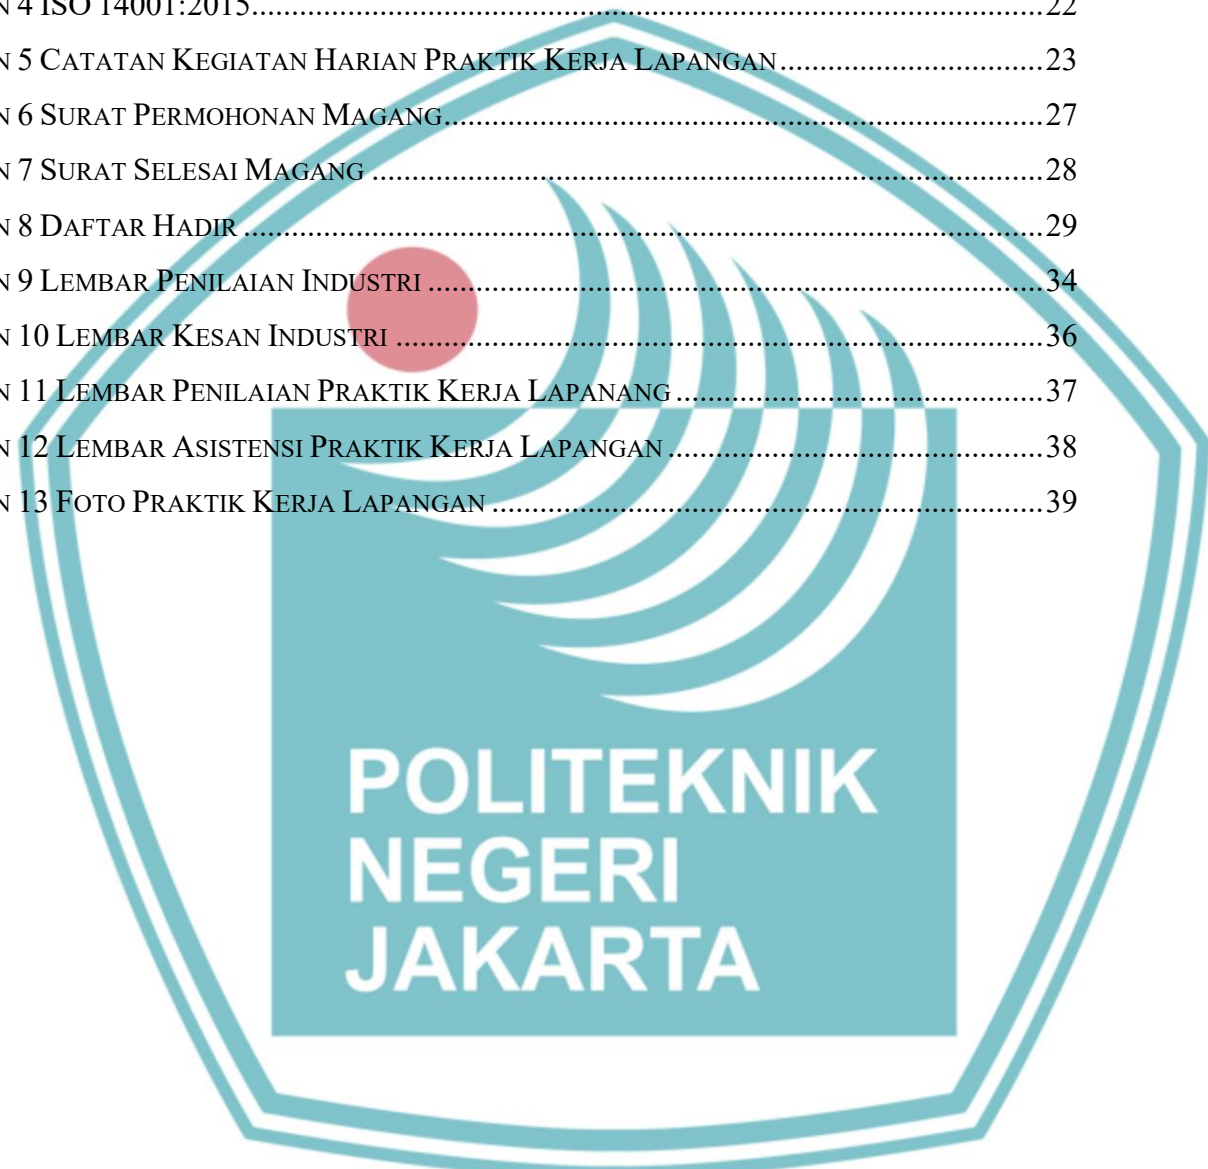 N 4 ISO 14001:2015..........22
N 5 CATATAN KEGIATAN HARIAN PRAKTIK KERJA LAPANGAN..........23
N 6 SURAT PERMOHONAN MAGANG..........27
N 7 SURAT SELESAI MAGANG..........28
N 8 DAFTAR HADIR..........29
N 9 LEMBAR PENILAIAN INDUSTRI..........34
N 10 LEMBAR KESAN INDUSTRI..........36
N 11 LEMBAR PENILAIAN PRAKTIK KERJA LAPANANG..........37
N 12 LEMBAR ASISTENSI PRAKTIK KERJA LAPANGAN..........38
N 13 FOTO PRAKTIK KERJA LAPANGAN..........39
POLITEKNIK
NEGERI
JAKARTA